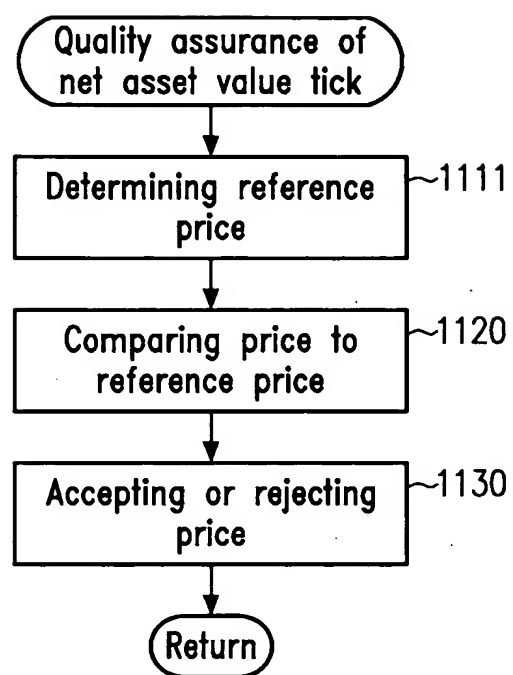 Quality assurance of
net asset value tick
Determining reference
price
1111
Comparing price to
reference price
1120
Accepting or rejecting
price
1130
Return